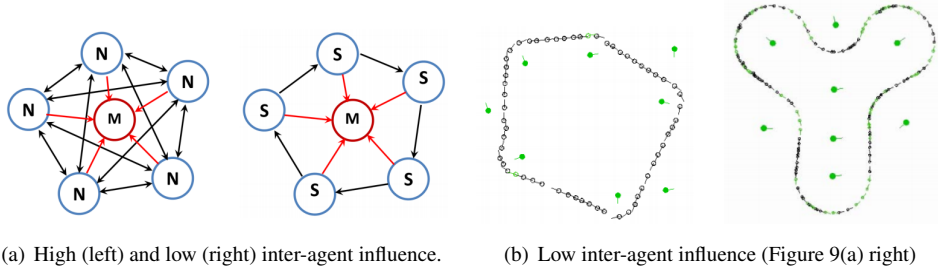 N
N
N
N
N
M
S
S
S
S
S
M
(a) High (left) and low (right) inter-agent influence.
(b) Low inter-agent influence (Figure 9(a) right)